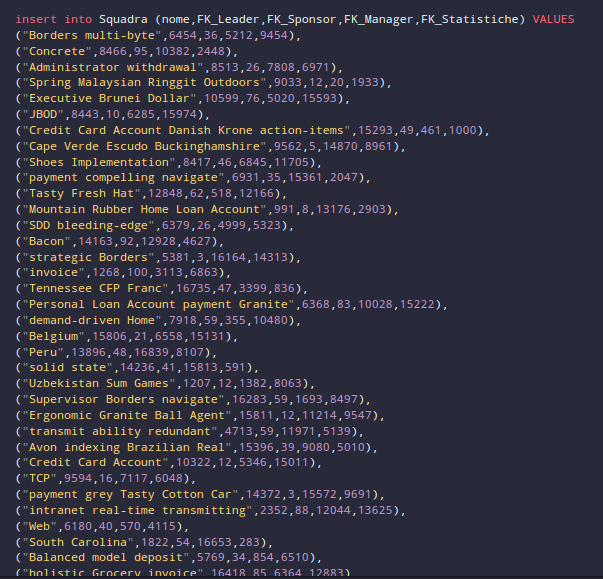 insert into Squadra (nome,FK_Leader,FK_Sponsor,FK_Manager,FK_Statistiche) VALUES
("Borders multi-byte",6454,36,5212,9454),
("Concrete",8466,95,10382,2448),
("Administrator withdrawal",8513,26,7808,6971),
("Spring Malaysian Ringgit Outdoors",9033,12,20,1933),
("Executive Brunei Dollar",10599,76,5020,15593),
("JBOD",8443,10,6285,15974),
("Credit Card Account Danish Krone action-items",15293,49,461,1000),
("Cape Verde Escudo Buckinghamshire",9562,5,14870,8961),
("Shoes Implementation",8417,46,6845,11705),
("payment compelling navigate",6931,35,15361,2047),
("Tasty Fresh Hat",12848,62,518,12166),
("Mountain Rubber Home Loan Account",991,8,13176,2903),
("SDD bleeding-edge",6379,26,4999,5323),
("Bacon",14163,92,12928,4627),
("strategic Borders",5381,3,16164,14313),
("invoice",1268,100,3113,6863),
("Tennessee CFP Franc",16735,47,3399,836),
("Personal Loan Account payment Granite",6368,83,10028,15222),
("demand-driven Home",7918,59,355,10480),
("Belgium",15806,21,6558,15131),
("Peru",13896,48,16839,8107),
("solid state",14236,41,15813,591),
("Uzbekistan Sum Games",1207,12,1382,8063),
("Supervisor Borders navigate",16283,59,1693,8497),
("Ergonomic Granite Ball Agent",15811,12,11214,9547),
("transmit ability redundant",4713,59,11971,5139),
("Avon indexing Brazilian Real",15396,39,9080,5010),
("Credit Card Account",10322,12,5346,15011),
("TCP",9594,16,7117,6048),
("payment grey Tasty Cotton Car",14372,3,15572,9691),
("intranet real-time transmitting",2352,88,12044,13625),
("Web",6180,40,570,4115),
("South Carolina",1822,54,16653,283),
("Balanced model deposit",5769,34,854,6510),
("holistic Grocery invoice",16418,85,6364,12883)